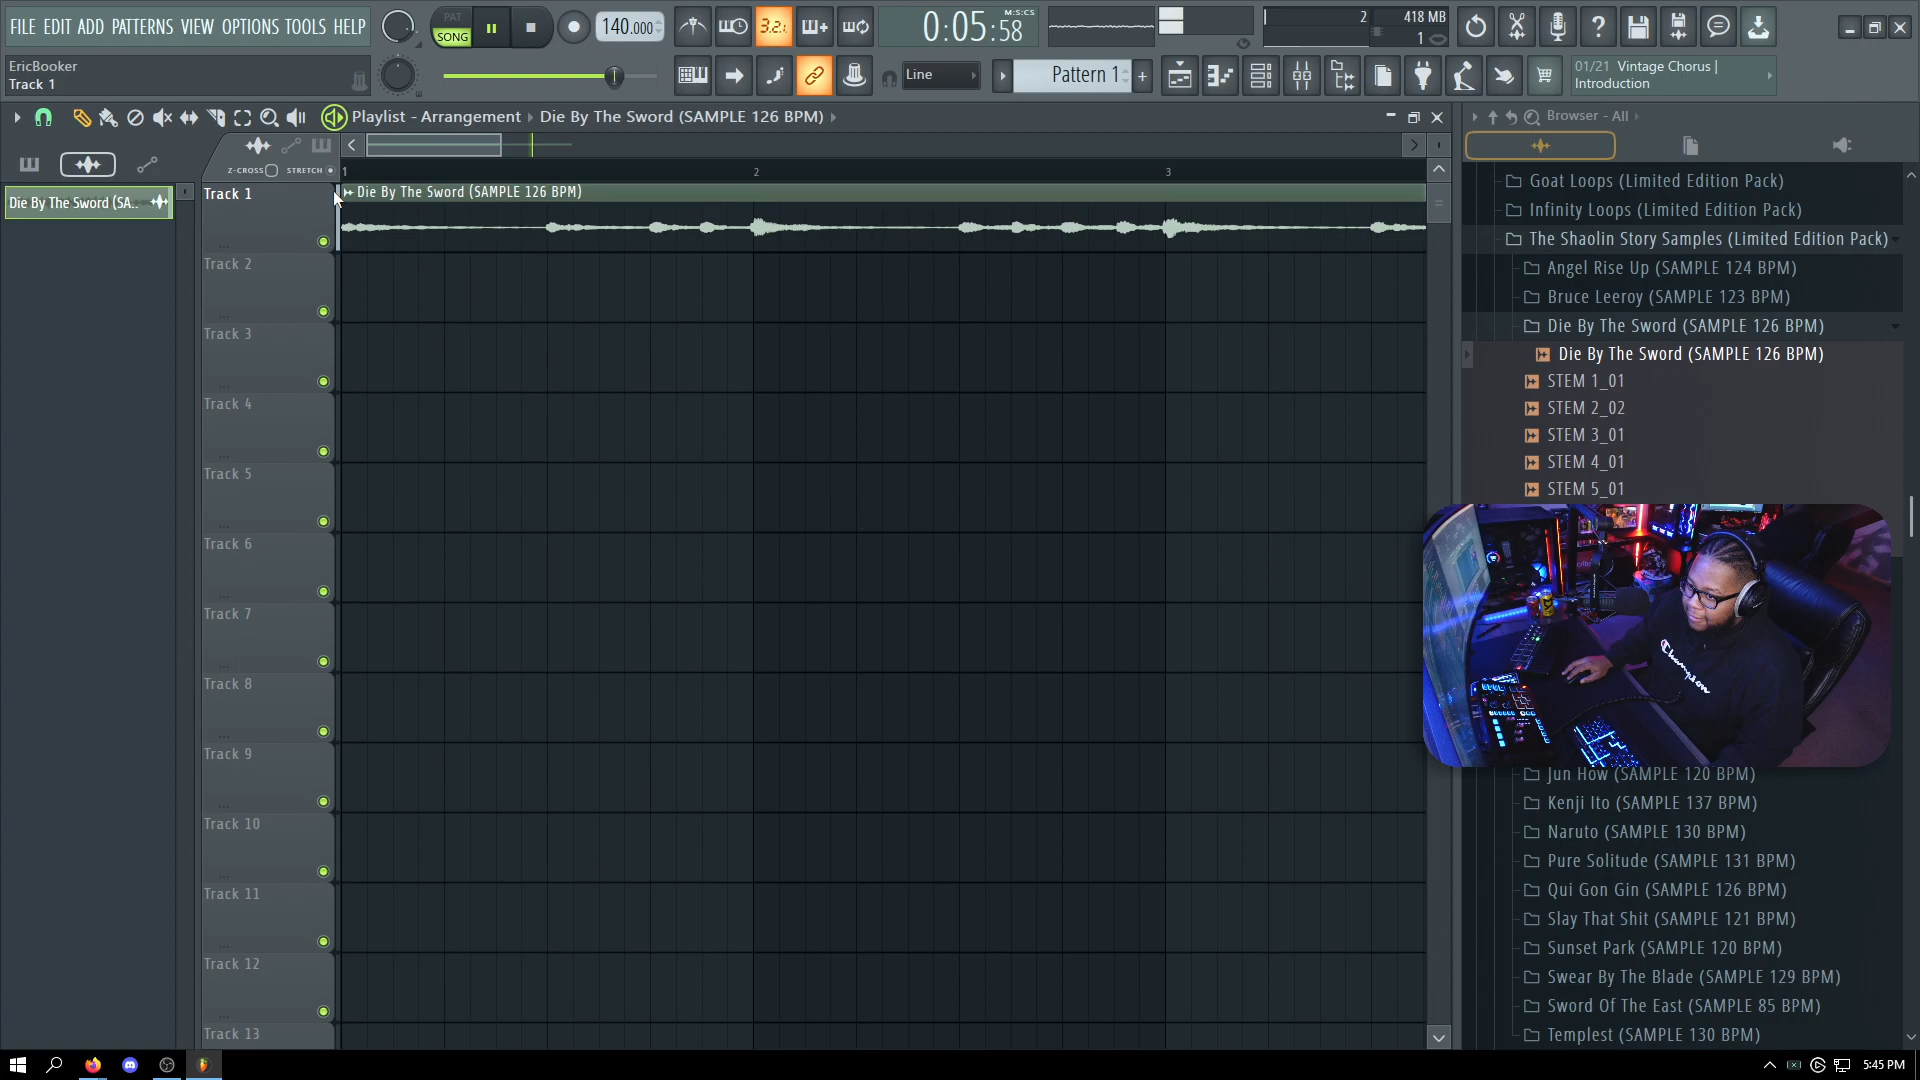 FILE EDIT ADD PATTERNS VIEW OPTIONS TOOLS HELP
PAT
SONG
140.000
3.2.
0:05:58
M:S:CS
2
418 MB
1
EricBooker
Track 1
Line
Pattern 1
01/21 Vintage Chorus |
Introduction
Playlist - Arrangement
Die By The Sword (SAMPLE 126 BPM)
Browser - All
Z-CROSS
STRETCH
1
2
3
Die By The Sword (SA..
Track 1
Die By The Sword (SAMPLE 126 BPM)
Track 2
Track 3
Track 4
Track 5
Track 6
Track 7
Track 8
Track 9
Track 10
Track 11
Track 12
Track 13
Goat Loops (Limited Edition Pack)
Infinity Loops (Limited Edition Pack)
The Shaolin Story Samples (Limited Edition Pack)
Angel Rise Up (SAMPLE 124 BPM)
Bruce Leeroy (SAMPLE 123 BPM)
Die By The Sword (SAMPLE 126 BPM)
Die By The Sword (SAMPLE 126 BPM)
STEM 1_01
STEM 2_02
STEM 3_01
STEM 4_01
STEM 5_01
Champion
Jun How (SAMPLE 120 BPM)
Kenji Ito (SAMPLE 137 BPM)
Naruto (SAMPLE 130 BPM)
Pure Solitude (SAMPLE 131 BPM)
Qui Gon Gin (SAMPLE 126 BPM)
Slay That Shit (SAMPLE 121 BPM)
Sunset Park (SAMPLE 120 BPM)
Swear By The Blade (SAMPLE 129 BPM)
Sword Of The East (SAMPLE 85 BPM)
Templest (SAMPLE 130 BPM)
5:45 PM